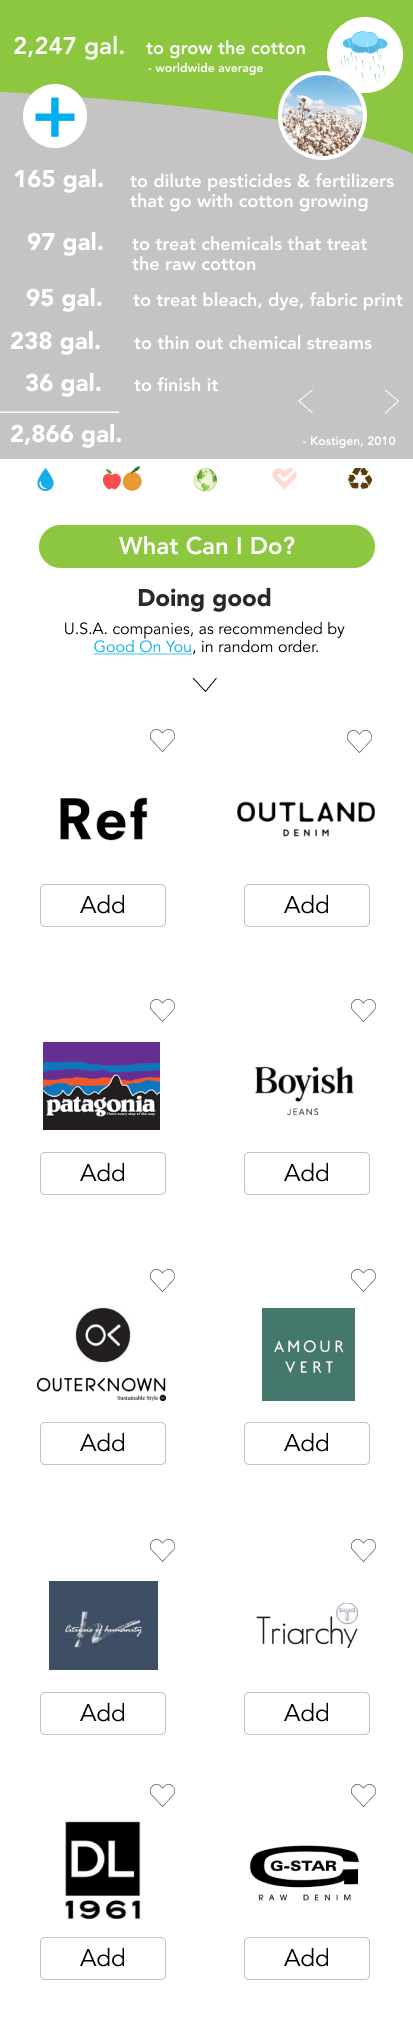 2,247 gal. to grow the cotton
- worldwide average
165 gal. to dilute pesticides & fertilizers
that go with cotton growing
97 gal. to treat chemicals that treat
the raw cotton
95 gal. to treat bleach, dye, fabric print
238 gal. to thin out chemical streams
36 gal. to finish it
2,866 gal.
- Kostigen, 2010
What Can I Do?
Doing good
U.S.A. companies, as recommended by
Good On You, in random order.
Ref
OUTLAND
DENIM
Add Add
patagonia
Boyish
JEANS
Add Add
OK
OUTERKNOWN
Sustainable Style
AMOUR
VERT
Add Add
Citizens of humanity
Triarchy
T
Add Add
DL
1961
G-STAR
RAW DENIM
Add Add